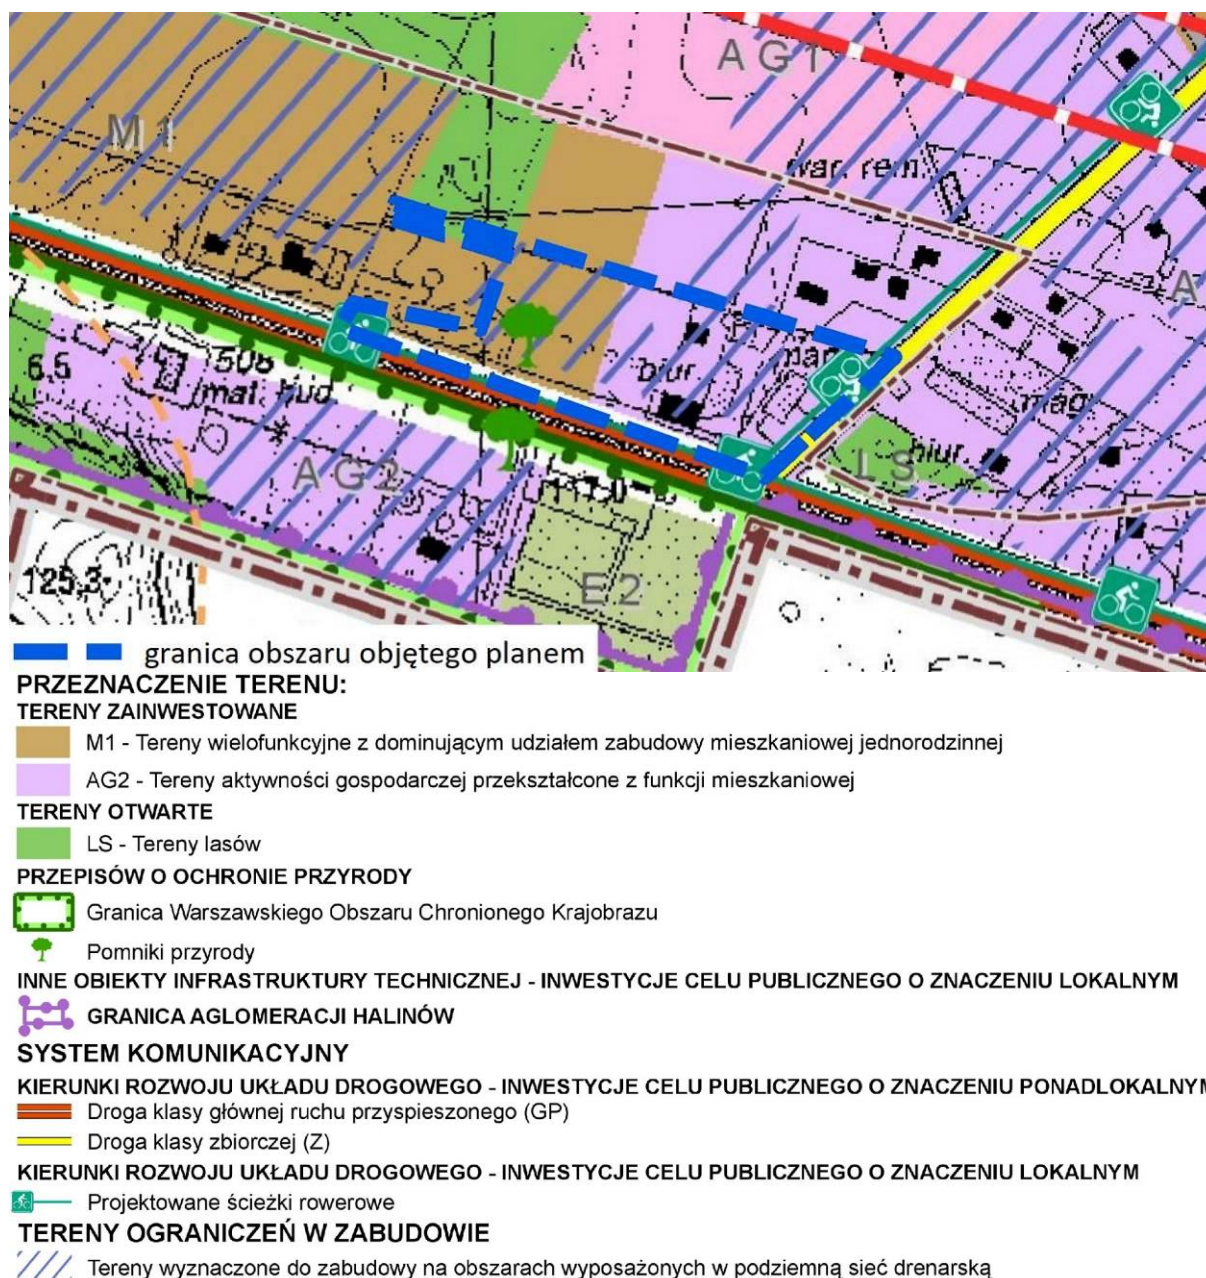 AG1
M1
war. rem.
A
biur.
par
mag.
6,5
508
mat. bud.
LS
biur.
AG2
E2
125,3
granica obszaru objętego planem
PRZEZNACZENIE TERENU:
TERENY ZAINWESTOWANE
M1 - Tereny wielofunkcyjne z dominującym udziałem zabudowy mieszkaniowej jednorodzinnej
AG2 - Tereny aktywności gospodarczej przekształcone z funkcji mieszkaniowej
TERENY OTWARTE
LS - Tereny lasów
PRZEPISÓW O OCHRONIE PRZYRODY
Granica Warszawskiego Obszaru Chronionego Krajobrazu
Pomniki przyrody
INNE OBIEKTY INFRASTRUKTURY TECHNICZNEJ - INWESTYCJE CELU PUBLICZNEGO O ZNACZENIU LOKALNYM
GRANICA AGLOMERACJI HALINÓW
SYSTEM KOMUNIKACYJNY
KIERUNKI ROZWOJU UKŁADU DROGOWEGO - INWESTYCJE CELU PUBLICZNEGO O ZNACZENIU PONADLOKALNYM
Droga klasy głównej ruchu przyspieszonego (GP)
Droga klasy zbiorczej (Z)
KIERUNKI ROZWOJU UKŁADU DROGOWEGO - INWESTYCJE CELU PUBLICZNEGO O ZNACZENIU LOKALNYM
Projektowane ścieżki rowerowe
TERENY OGRANICZEŃ W ZABUDOWIE
Tereny wyznaczone do zabudowy na obszarach wyposażonych w podziemną sieć drenarską